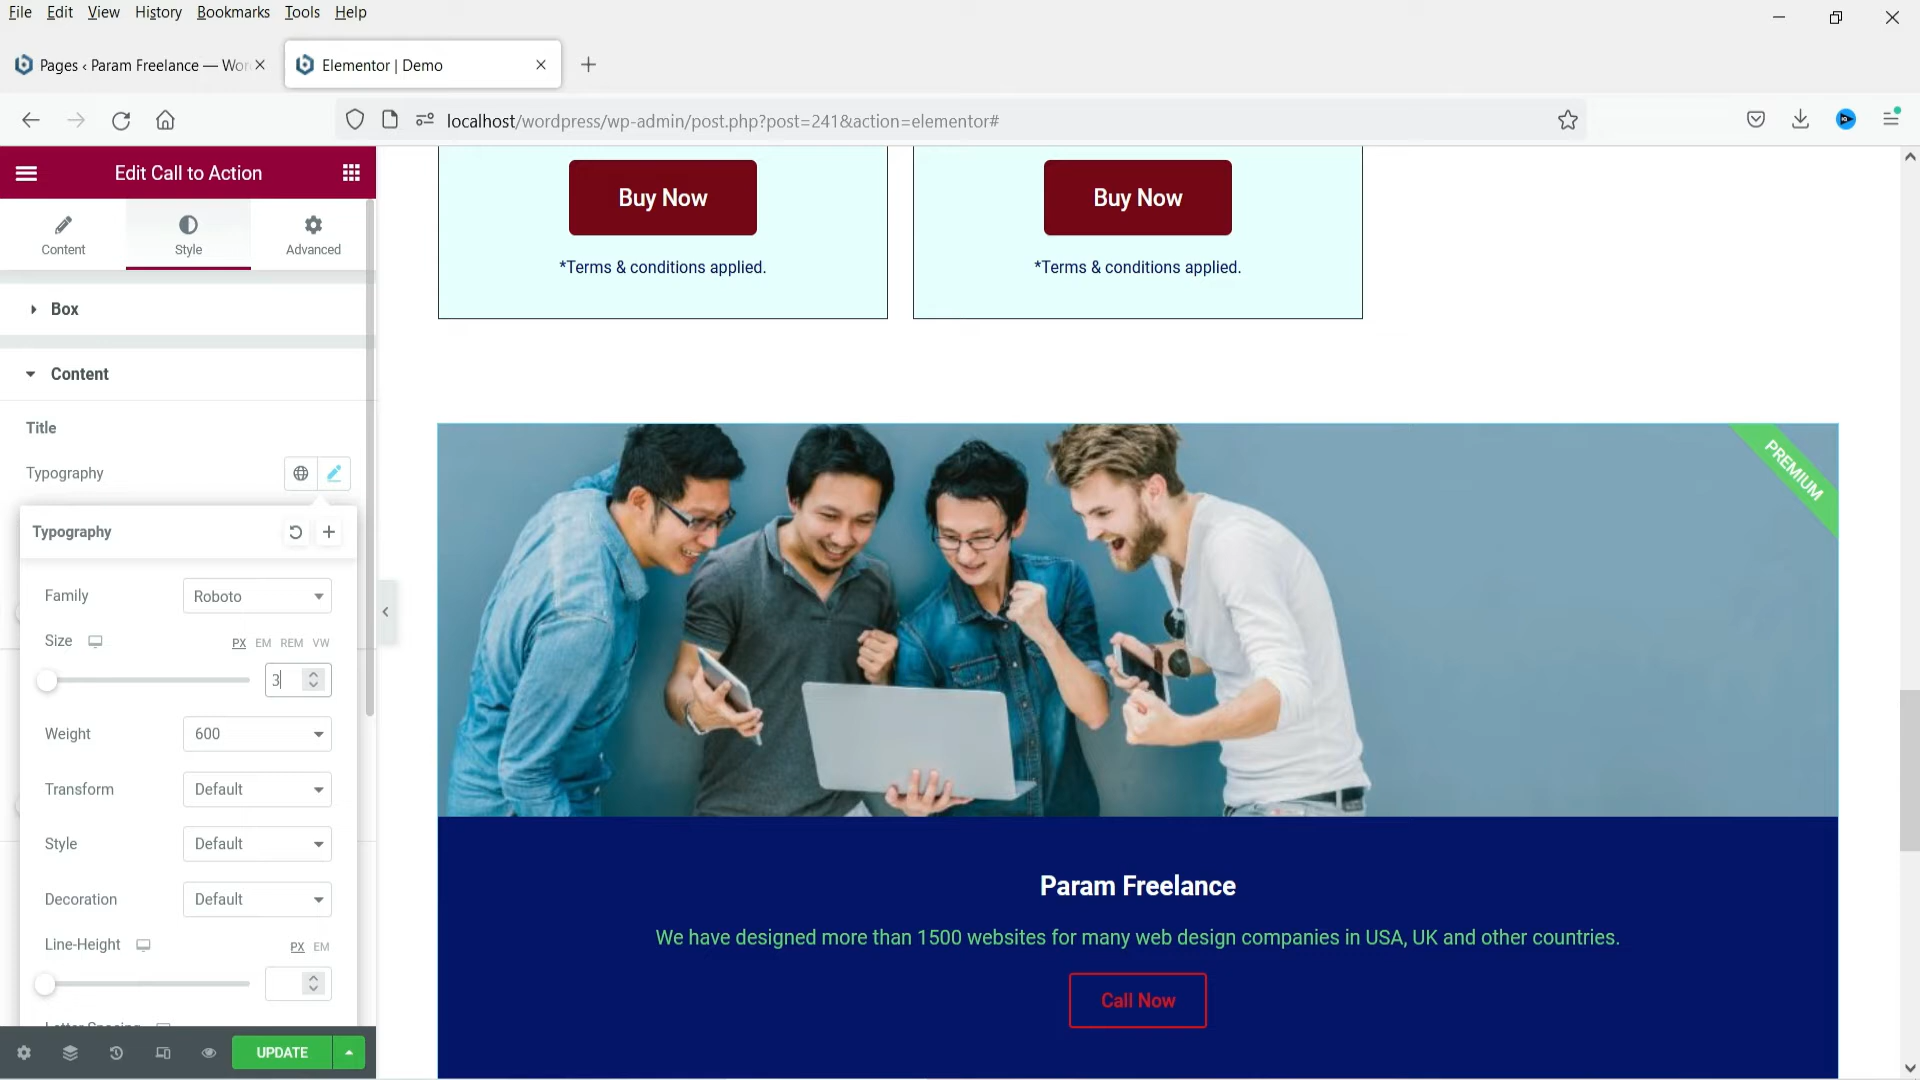 File Edit View History Bookmarks Tools Help
Pages ‹ Param Freelance — Wor
Elementor | Demo
localhost/wordpress/wp-admin/post.php?post=241&action=elementor#
Edit Call to Action
Content Style Advanced
Box
Content
Title
Typography
Typography
Family Roboto
Size PX EM REM VW
3
Weight 600
Transform Default
Style Default
Decoration Default
Line-Height PX EM
Letter Spacing
UPDATE
Buy Now Buy Now
*Terms & conditions applied. *Terms & conditions applied.
PREMIUM
Param Freelance
We have designed more than 1500 websites for many web design companies in USA, UK and other countries.
Call Now